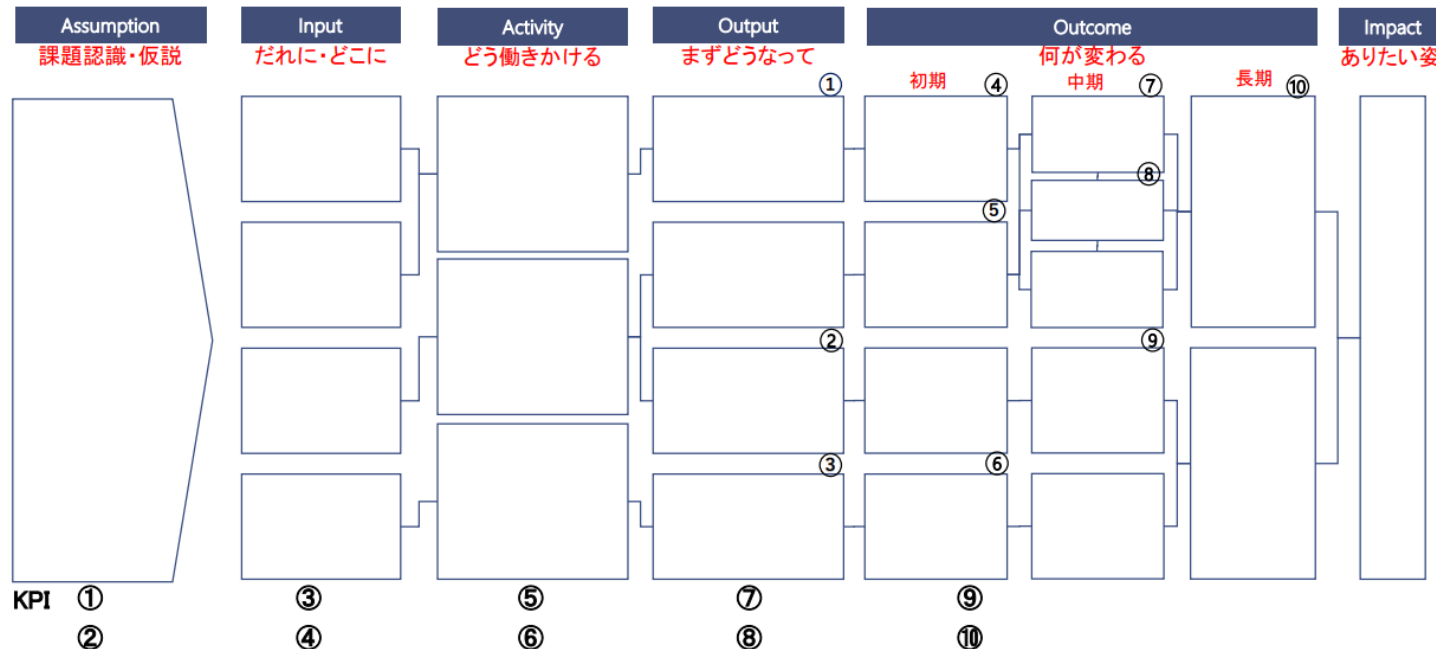 Assumption Input Activity Output Outcome Impact
課題認識・仮説 だれに・どこに どう働きかける まずどうなって 何が変わる ありたい姿
① 初期 ④ 中期 ⑦ 長期 ⑩
⑧
⑤
② ⑨
③ ⑥
KPI ① ③ ⑤ ⑦ ⑨
② ④ ⑥ ⑧ ⑩